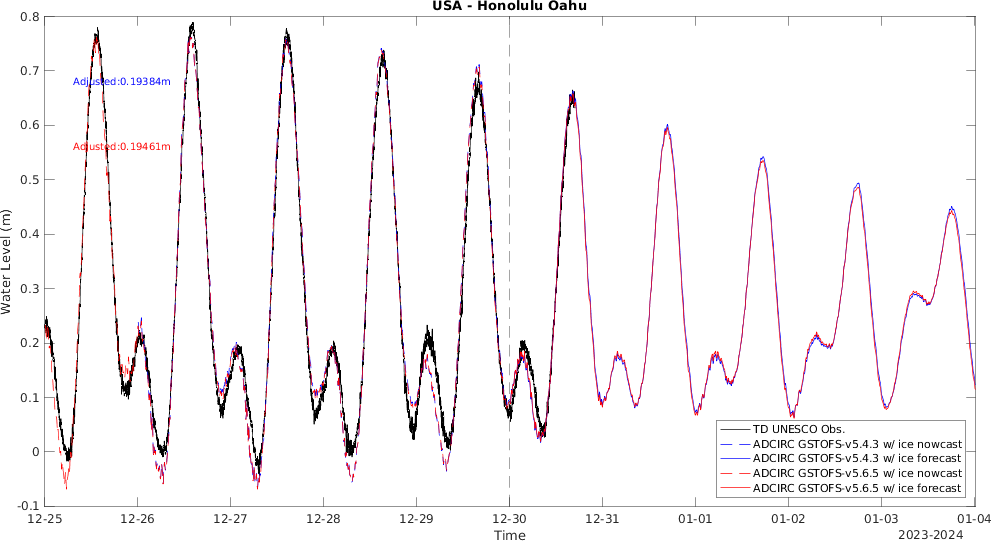 USA - Honolulu Oahu
0.8
0.7
Adjusted:0.19384m
0.6
Adjusted:0.19461m
0.5
0.4
0.3
0.2
0.1
0
-0.1
Water Level (m)
TD UNESCO Obs.
ADCIRC GSTOFS-v5.4.3 w/ ice nowcast
ADCIRC GSTOFS-v5.4.3 w/ ice forecast
ADCIRC GSTOFS-v5.6.5 w/ ice nowcast
ADCIRC GSTOFS-v5.6.5 w/ ice forecast
12-25 12-26 12-27 12-28 12-29 12-30 12-31 01-01 01-02 01-03 01-04
Time
2023-2024